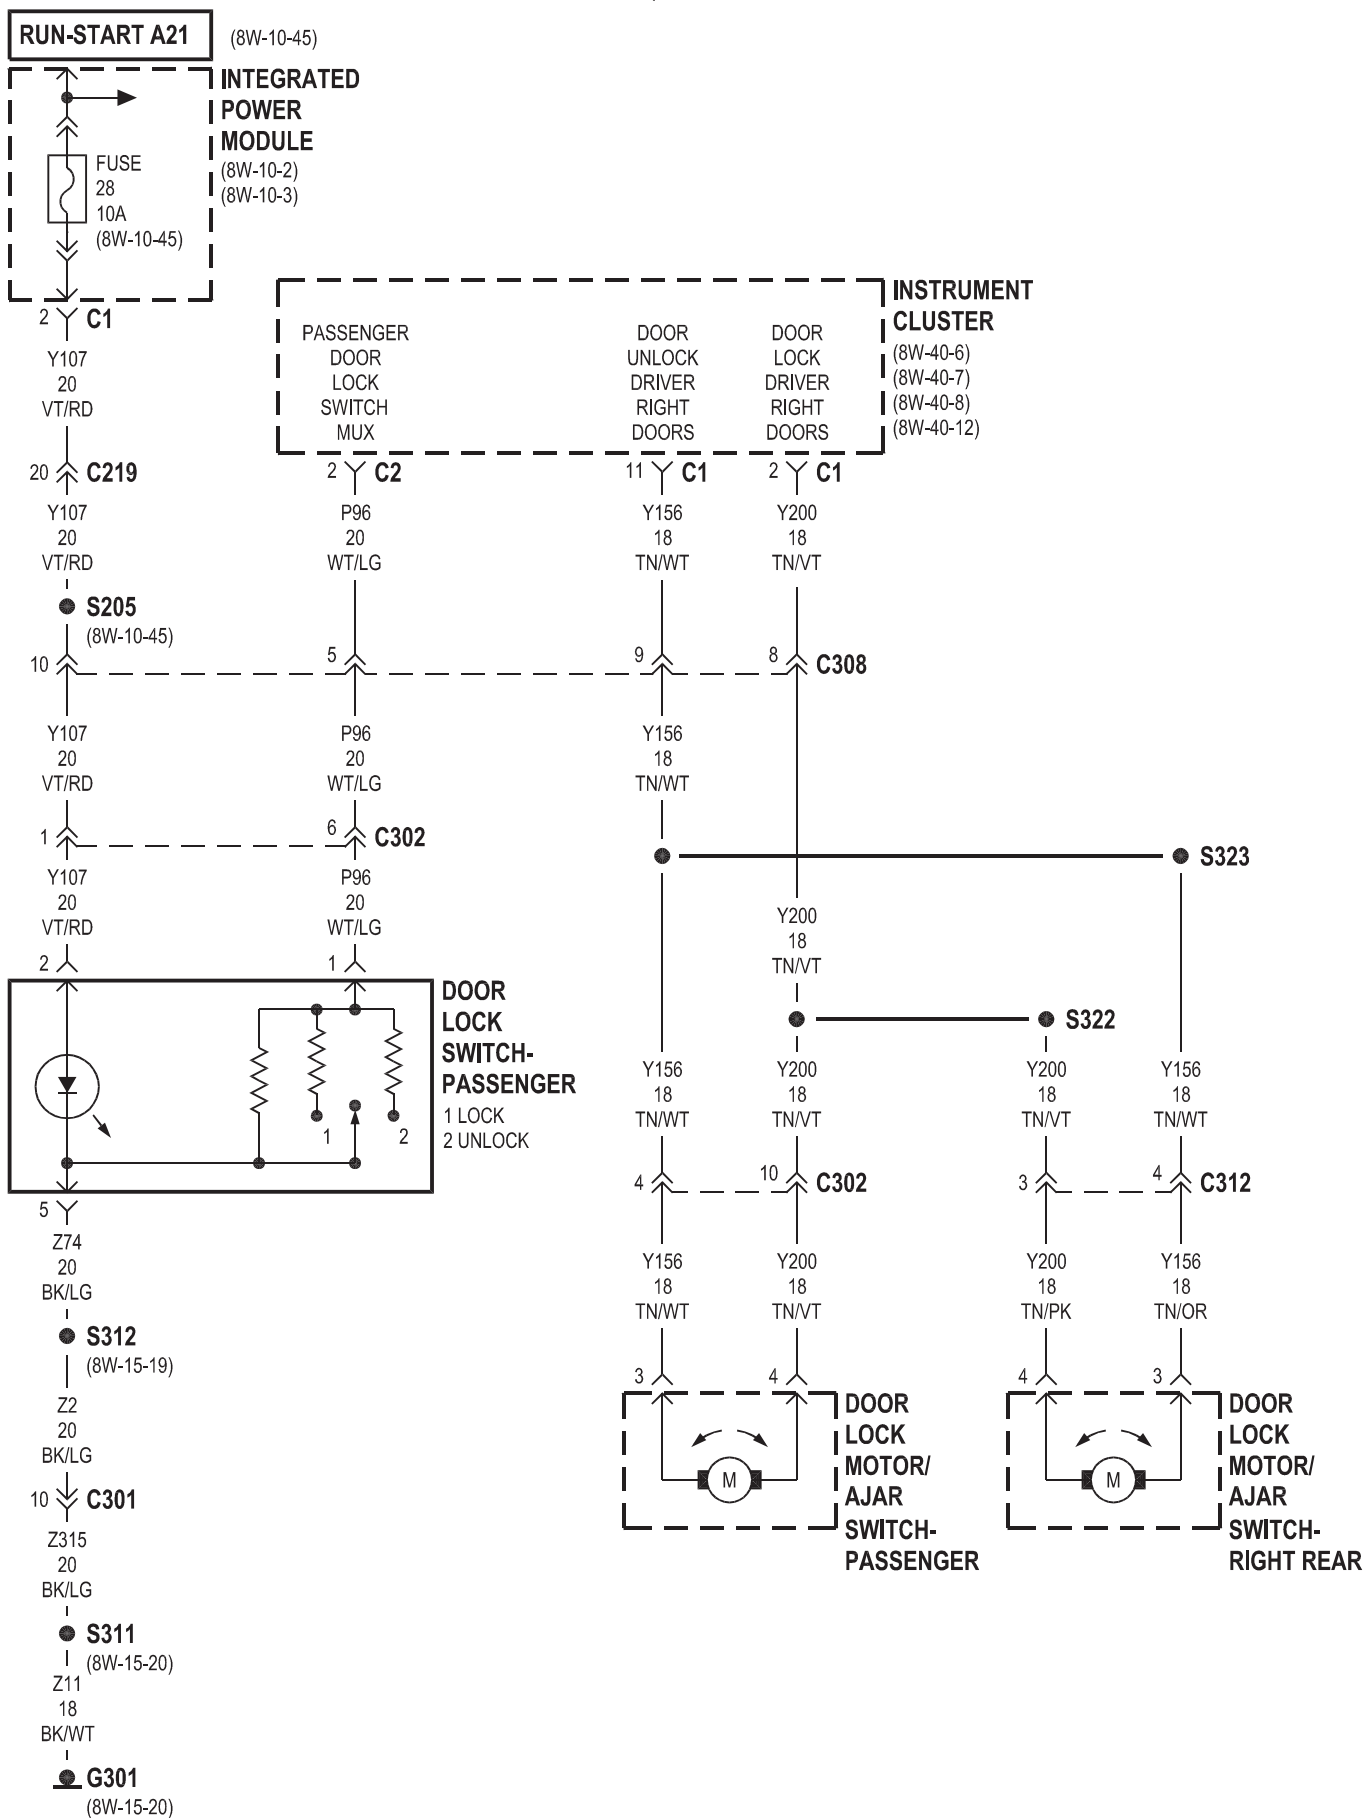 RUN-START A21 (8W-10-45)
INTEGRATED
POWER
MODULE
(8W-10-2)
(8W-10-3)
FUSE
28
10A
(8W-10-45)
2 C1
Y107
20
VT/RD
20 C219
Y107
20
VT/RD
S205
(8W-10-45)
INSTRUMENT
CLUSTER
(8W-40-6)
(8W-40-7)
(8W-40-8)
(8W-40-12)
PASSENGER
DOOR
LOCK
SWITCH
MUX
DOOR
UNLOCK
DRIVER
RIGHT
DOORS
DOOR
LOCK
DRIVER
RIGHT
DOORS
2 C2
11 C1
2 C1
P96
20
WT/LG
Y156
18
TN/WT
Y200
18
TN/VT
10 5 9 8 C308
Y107
20
VT/RD
P96
20
WT/LG
Y156
18
TN/WT
1 6 C302
Y107
20
VT/RD
P96
20
WT/LG
S323
Y200
18
TN/VT
2 1
DOOR
LOCK
SWITCH-
PASSENGER
1 LOCK
2 UNLOCK
1 2
S322
Y156
18
TN/WT
Y200
18
TN/VT
Y200
18
TN/VT
Y156
18
TN/WT
4 10 C302
3 4 C312
5
Z74
20
BK/LG
S312
(8W-15-19)
Z2
20
BK/LG
10 C301
Z315
20
BK/LG
S311
(8W-15-20)
Z11
18
BK/WT
G301
(8W-15-20)
Y156
18
TN/WT
Y200
18
TN/VT
Y200
18
TN/PK
Y156
18
TN/OR
3 4
4 3
M
DOOR
LOCK
MOTOR/
AJAR
SWITCH-
PASSENGER
M
DOOR
LOCK
MOTOR/
AJAR
SWITCH-
RIGHT REAR